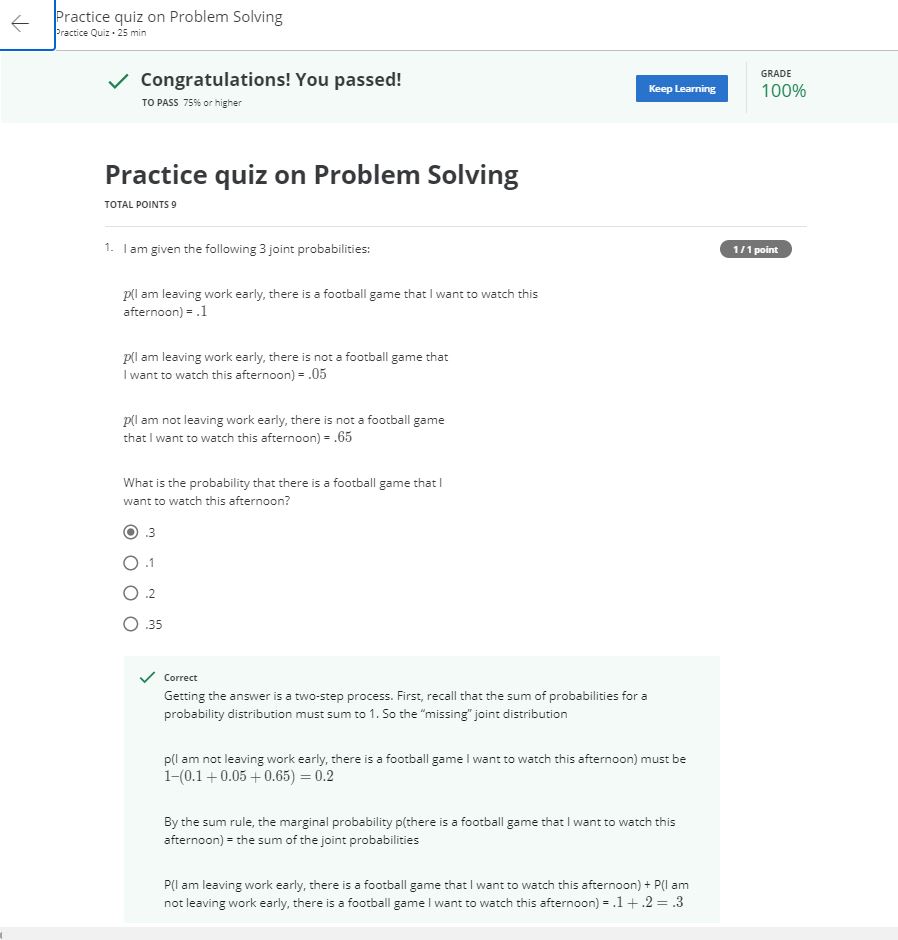 Practice quiz on Problem Solving
Practice Quiz • 25 min
Congratulations! You passed!
TO PASS 75% or higher
Keep Learning
GRADE
100%
Practice quiz on Problem Solving
TOTAL POINTS 9
1. I am given the following 3 joint probabilities:
1 / 1 point
p(I am leaving work early, there is a football game that I want to watch this
afternoon) = .1
p(I am leaving work early, there is not a football game that
I want to watch this afternoon) = .05
p(I am not leaving work early, there is not a football game
that I want to watch this afternoon) = .65
What is the probability that there is a football game that I
want to watch this afternoon?
.3
.1
.2
.35
Correct
Getting the answer is a two-step process. First, recall that the sum of probabilities for a
probability distribution must sum to 1. So the “missing” joint distribution
p(I am not leaving work early, there is a football game I want to watch this afternoon) must be
1−(0.1 + 0.05 + 0.65) = 0.2
By the sum rule, the marginal probability p(there is a football game that I want to watch this
afternoon) = the sum of the joint probabilities
P(I am leaving work early, there is a football game that I want to watch this afternoon) + P(I am
not leaving work early, there is a football game I want to watch this afternoon) = .1 + .2 = .3